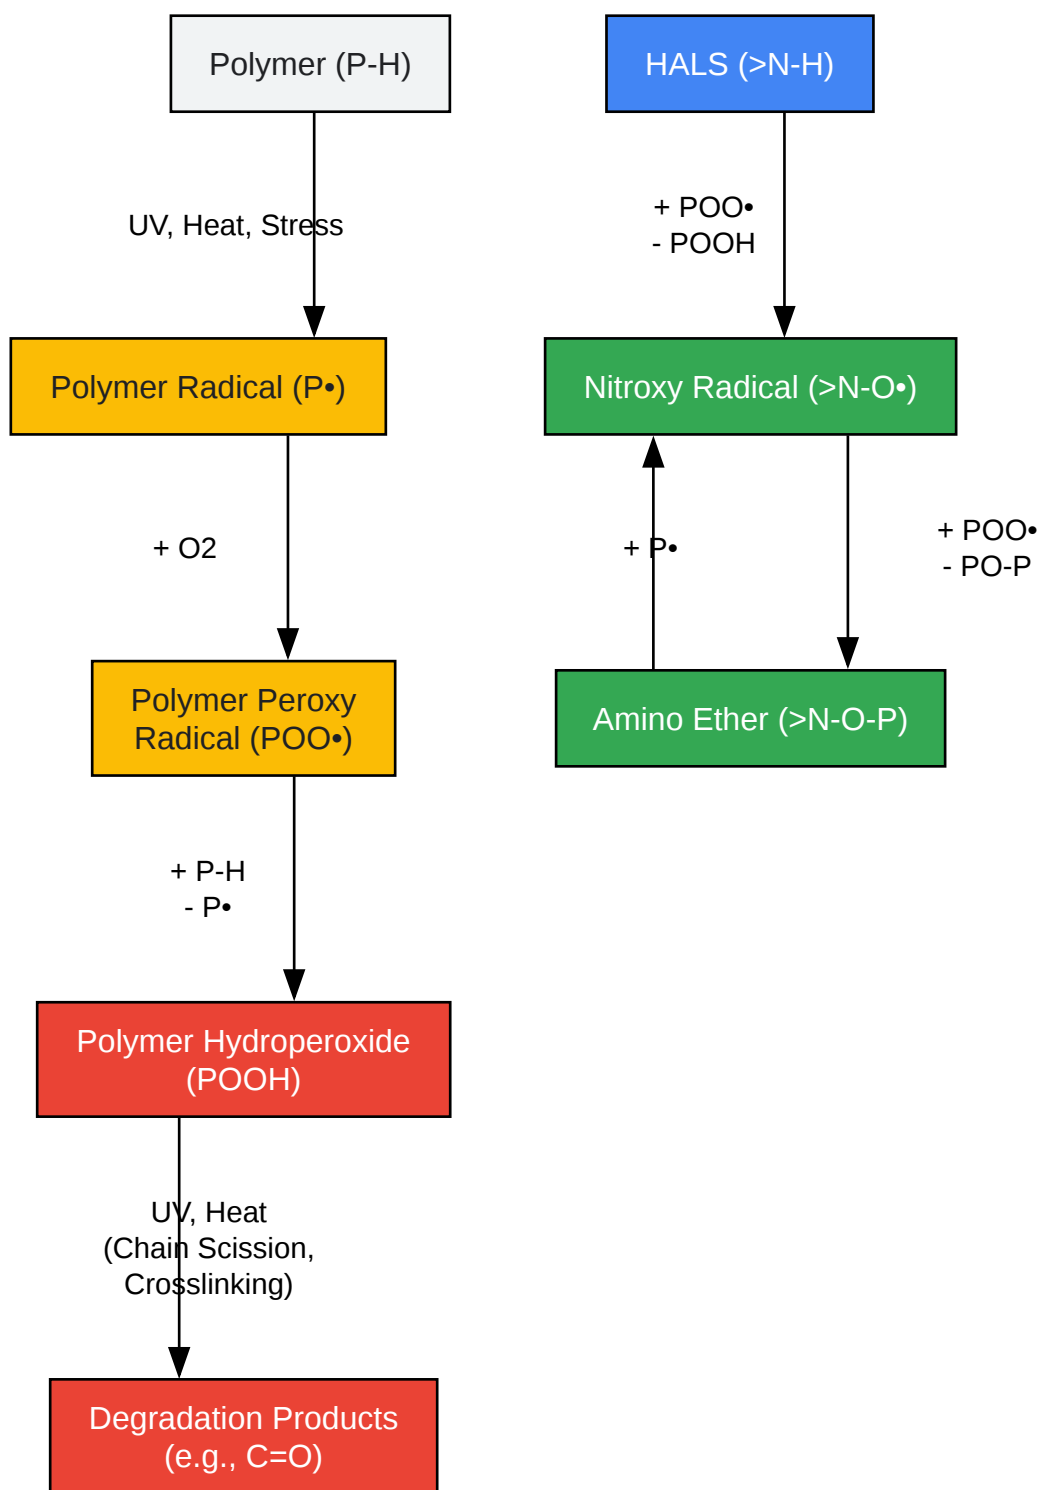 Polymer (P-H)
HALS (>N-H)
UV, Heat, Stress
+ POO•
- POOH
Polymer Radical (P•)
Nitroxy Radical (>N-O•)
+ O2
+ P•
+ POO•
- PO-P
Polymer Peroxy
Radical (POO•)
Amino Ether (>N-O-P)
+ P-H
- P•
Polymer Hydroperoxide
(POOH)
UV, Heat
(Chain Scission,
Crosslinking)
Degradation Products
(e.g., C=O)